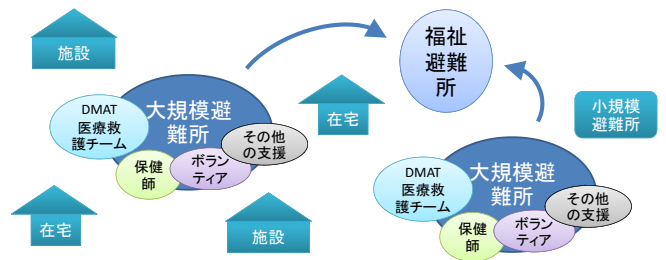 施設
福祉
避難
所
DMAT
医療救
護チーム
大規模避
難所
その他
の支援
保健
師
ボラン
ティア
在宅
小規模
避難所
DMAT
医療救
護チーム
大規模避
難所
その他
の支援
保健
師
ボラン
ティア
在宅
施設